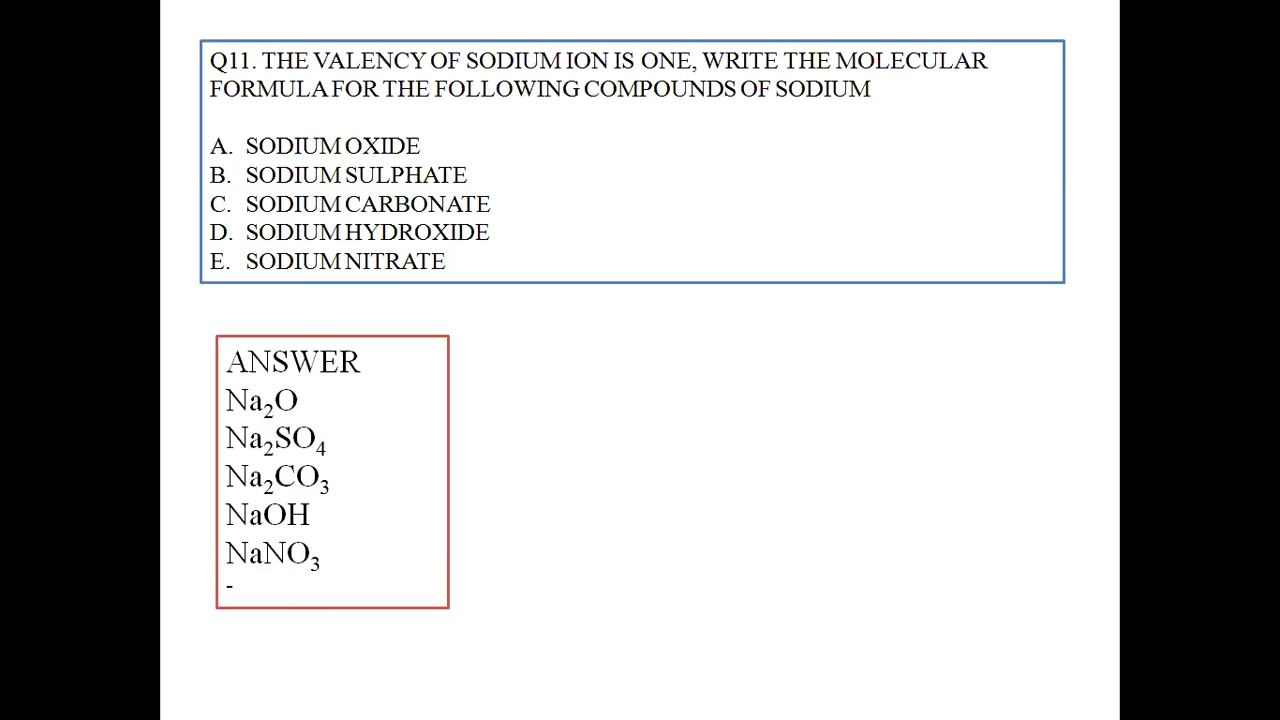 Q11. THE VALENCY OF SODIUM ION IS ONE, WRITE THE MOLECULAR
FORMULA FOR THE FOLLOWING COMPOUNDS OF SODIUM
A. SODIUM OXIDE
B. SODIUM SULPHATE
C. SODIUM CARBONATE
D. SODIUM HYDROXIDE
E. SODIUM NITRATE
ANSWER
Na₂O
Na₂SO₄
Na₂CO₃
NaOH
NaNO₃
-